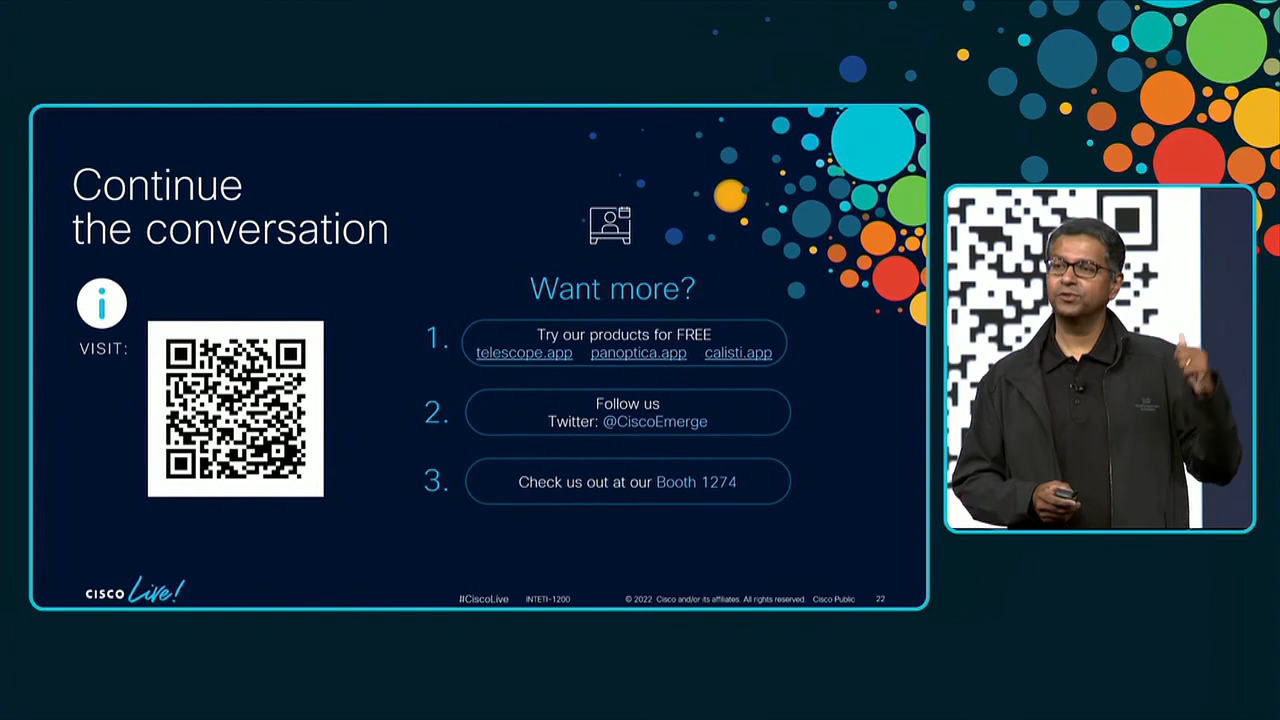 Continue
the conversation
i
VISIT:
Want more?
1.
Try our products for FREE
telescope.app panoptica.app calisti.app
2.
Follow us
Twitter: @CiscoEmerge
3.
Check us out at our Booth 1274
CISCO Live!
#CiscoLive INTETI-1200 © 2022 Cisco and/or its affiliates. All rights reserved. Cisco Public 22